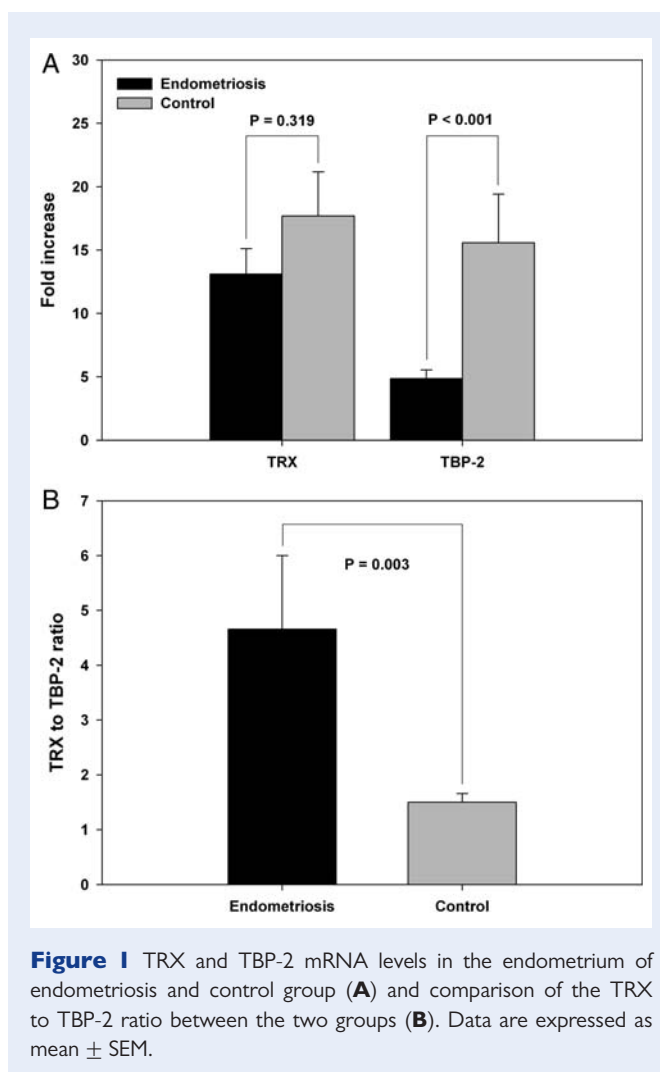 A
30
25
20
15
10
5
0
Fold increase
Endometriosis
Control
P = 0.319
P < 0.001
TRX
TBP-2
B
7
6
5
4
3
2
1
0
TRX to TBP-2 ratio
P = 0.003
Endometriosis
Control
Figure 1 TRX and TBP-2 mRNA levels in the endometrium of
endometriosis and control group (A) and comparison of the TRX
to TBP-2 ratio between the two groups (B). Data are expressed as
mean ± SEM.